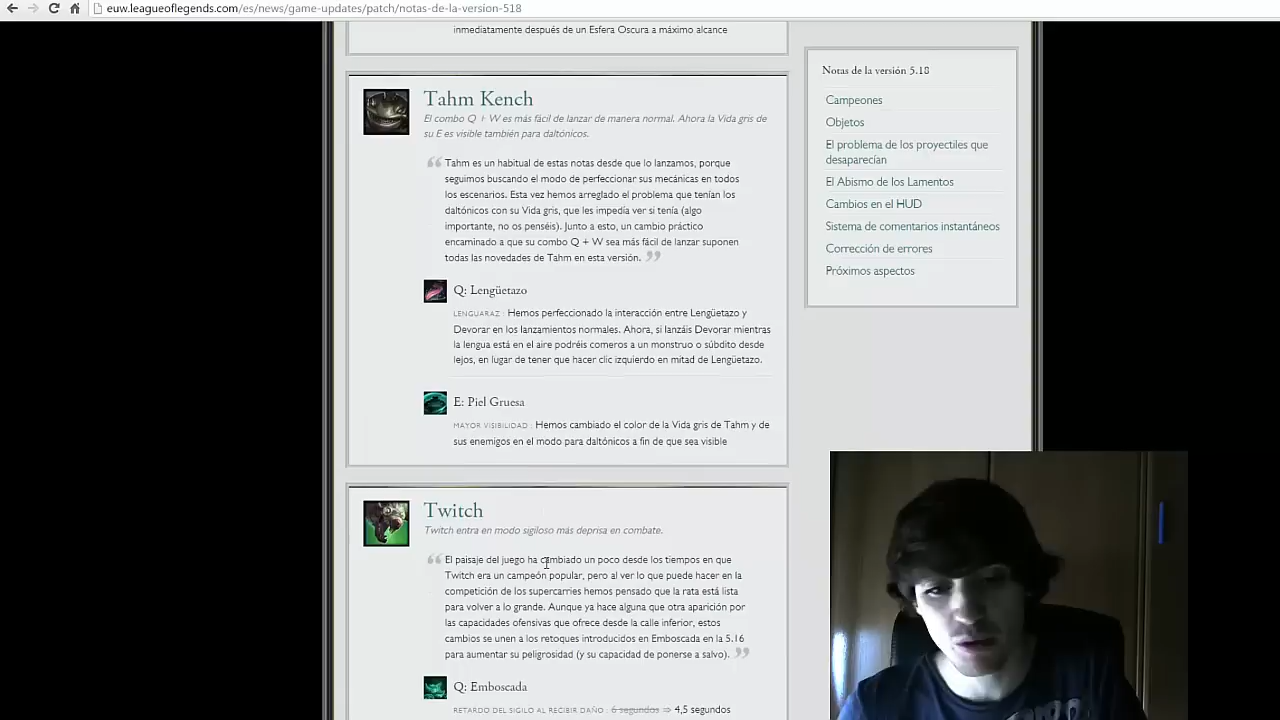 euw.leagueoflegends.com/es/news/game-updates/patch/notas-de-la-version-518
inmediatamente después de un Esfera Oscura a máximo alcance
Tahm Kench
El combo Q + W es más fácil de lanzar de manera normal. Ahora la Vida gris de
su E es visible también para daltónicos.
“ Tahm es un habitual de estas notas desde que lo lanzamos, porque
seguimos buscando el modo de perfeccionar sus mecánicas en todos
los escenarios. Esta vez hemos arreglado el problema que tenían los
daltónicos con su Vida gris, que les impedía ver si tenía (algo
importante, no os penséis). Junto a esto, un cambio práctico
encaminado a que su combo Q + W sea más fácil de lanzar suponen
todas las novedades de Tahm en esta versión. ”
Q: Lengüetazo
LENGUARAZ : Hemos perfeccionado la interacción entre Lengüetazo y
Devorar en los lanzamientos normales. Ahora, si lanzáis Devorar mientras
la lengua está en el aire podréis comeros a un monstruo o súbdito desde
lejos, en lugar de tener que hacer clic izquierdo en mitad de Lengüetazo.
E: Piel Gruesa
MAYOR VISIBILIDAD : Hemos cambiado el color de la Vida gris de Tahm y de
sus enemigos en el modo para daltónicos a fin de que sea visible
Twitch
Twitch entra en modo sigiloso más deprisa en combate.
“ El paisaje del juego ha cambiado un poco desde los tiempos en que
Twitch era un campeón popular, pero al ver lo que puede hacer en la
competición de los supercarries hemos pensado que la rata está lista
para volver a lo grande. Aunque ya hace alguna que otra aparición por
las capacidades ofensivas que ofrece desde la calle inferior, estos
cambios se unen a los retoques introducidos en Emboscada en la 5.16
para aumentar su peligrosidad (y su capacidad de ponerse a salvo). ”
Q: Emboscada
RETARDO DEL SIGILO AL RECIBIR DAÑO : 6 segundos ⇒ 4,5 segundos
Notas de la versión 5.18
Campeones
Objetos
El problema de los proyectiles que
desaparecían
El Abismo de los Lamentos
Cambios en el HUD
Sistema de comentarios instantáneos
Corrección de errores
Próximos aspectos